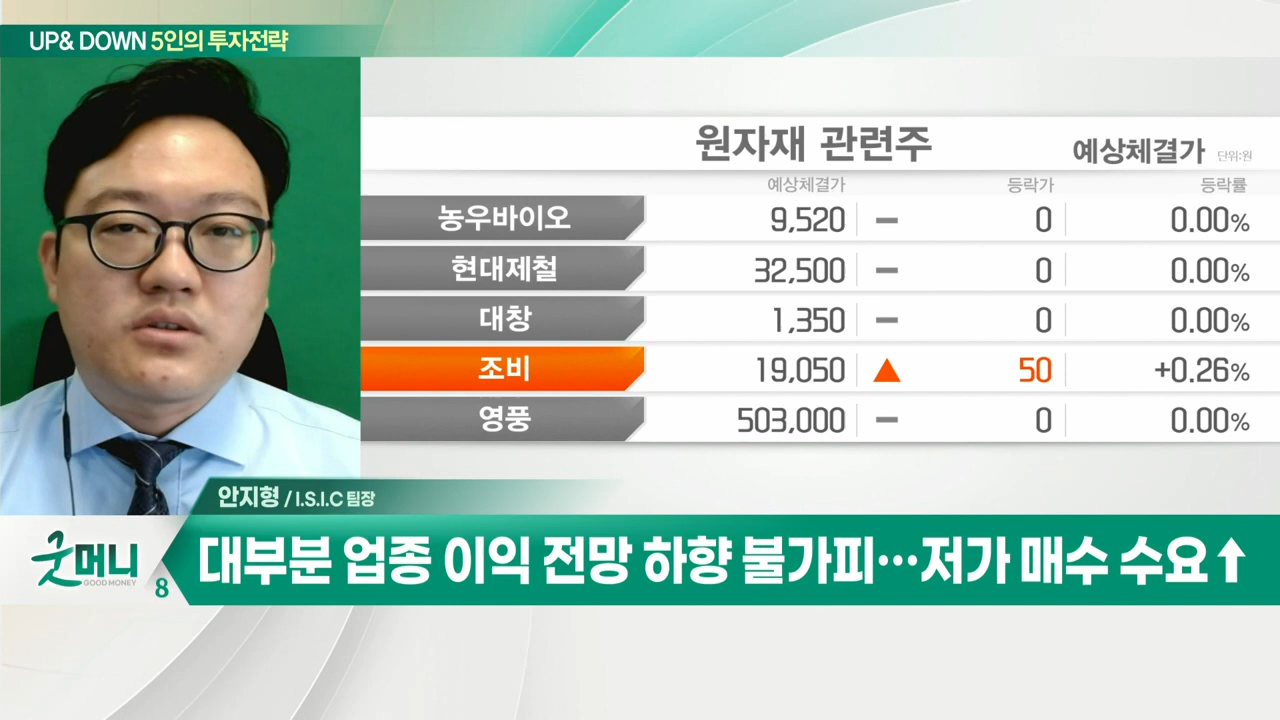 UP& DOWN 5인의 투자전략
원자재 관련주 예상체결가 단위:원
예상체결가 등락가 등락률
농우바이오 9,520 – 0 0.00%
현대제철 32,500 – 0 0.00%
대창 1,350 – 0 0.00%
조비 19,050 ▲ 50 +0.26%
영풍 503,000 – 0 0.00%
안지형 / I.S.I.C 팀장
굿머니
GOOD MONEY
8
대부분 업종 이익 전망 하향 불가피…저가 매수 수요↑